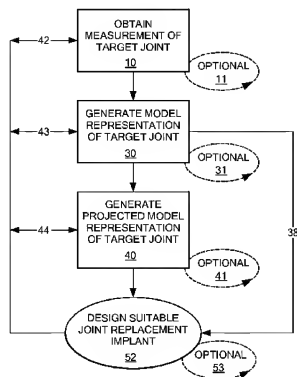 42
OBTAIN
MEASUREMENT OF
TARGET JOINT
10
OPTIONAL
11
43
GENERATE MODEL
REPRESENTATION
OF TARGET JOINT
30
OPTIONAL
31
38
44
GENERATE
PROJECTED MODEL
REPRESENTATION
OF TARGET JOINT
40
OPTIONAL
41
DESIGN SUITABLE
JOINT REPLACEMENT
IMPLANT
52
OPTIONAL
53